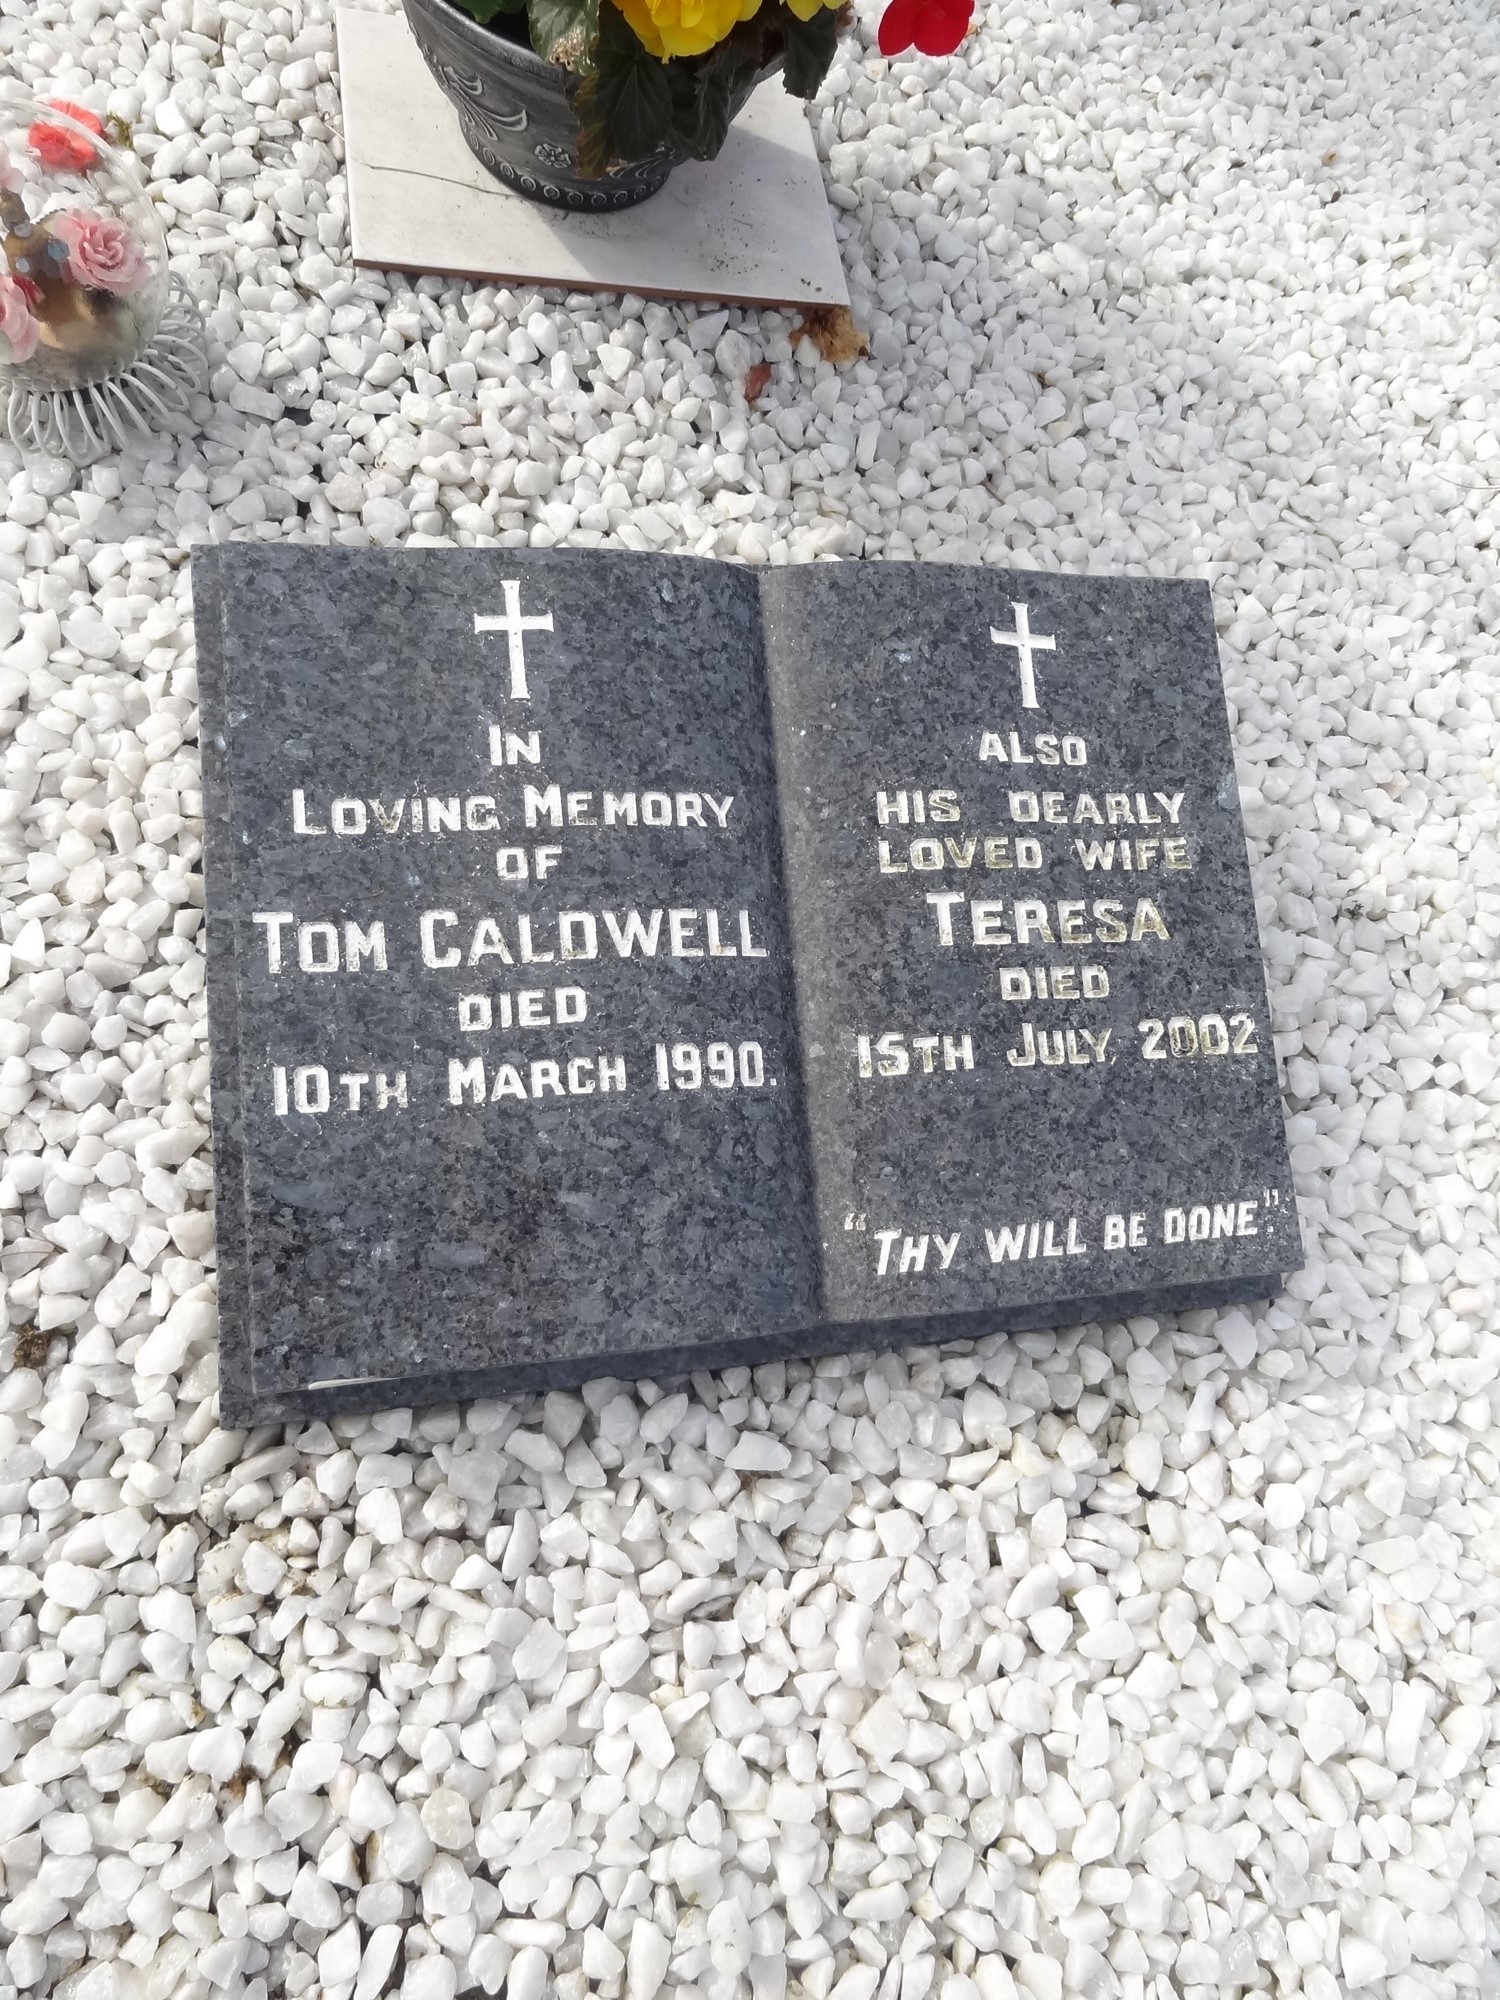 IN
LOVING MEMORY
OF
TOM CALDWELL
DIED
10TH MARCH 1990.
ALSO
HIS DEARLY
LOVED WIFE
TERESA
DIED
15TH JULY, 2002
"THY WILL BE DONE".